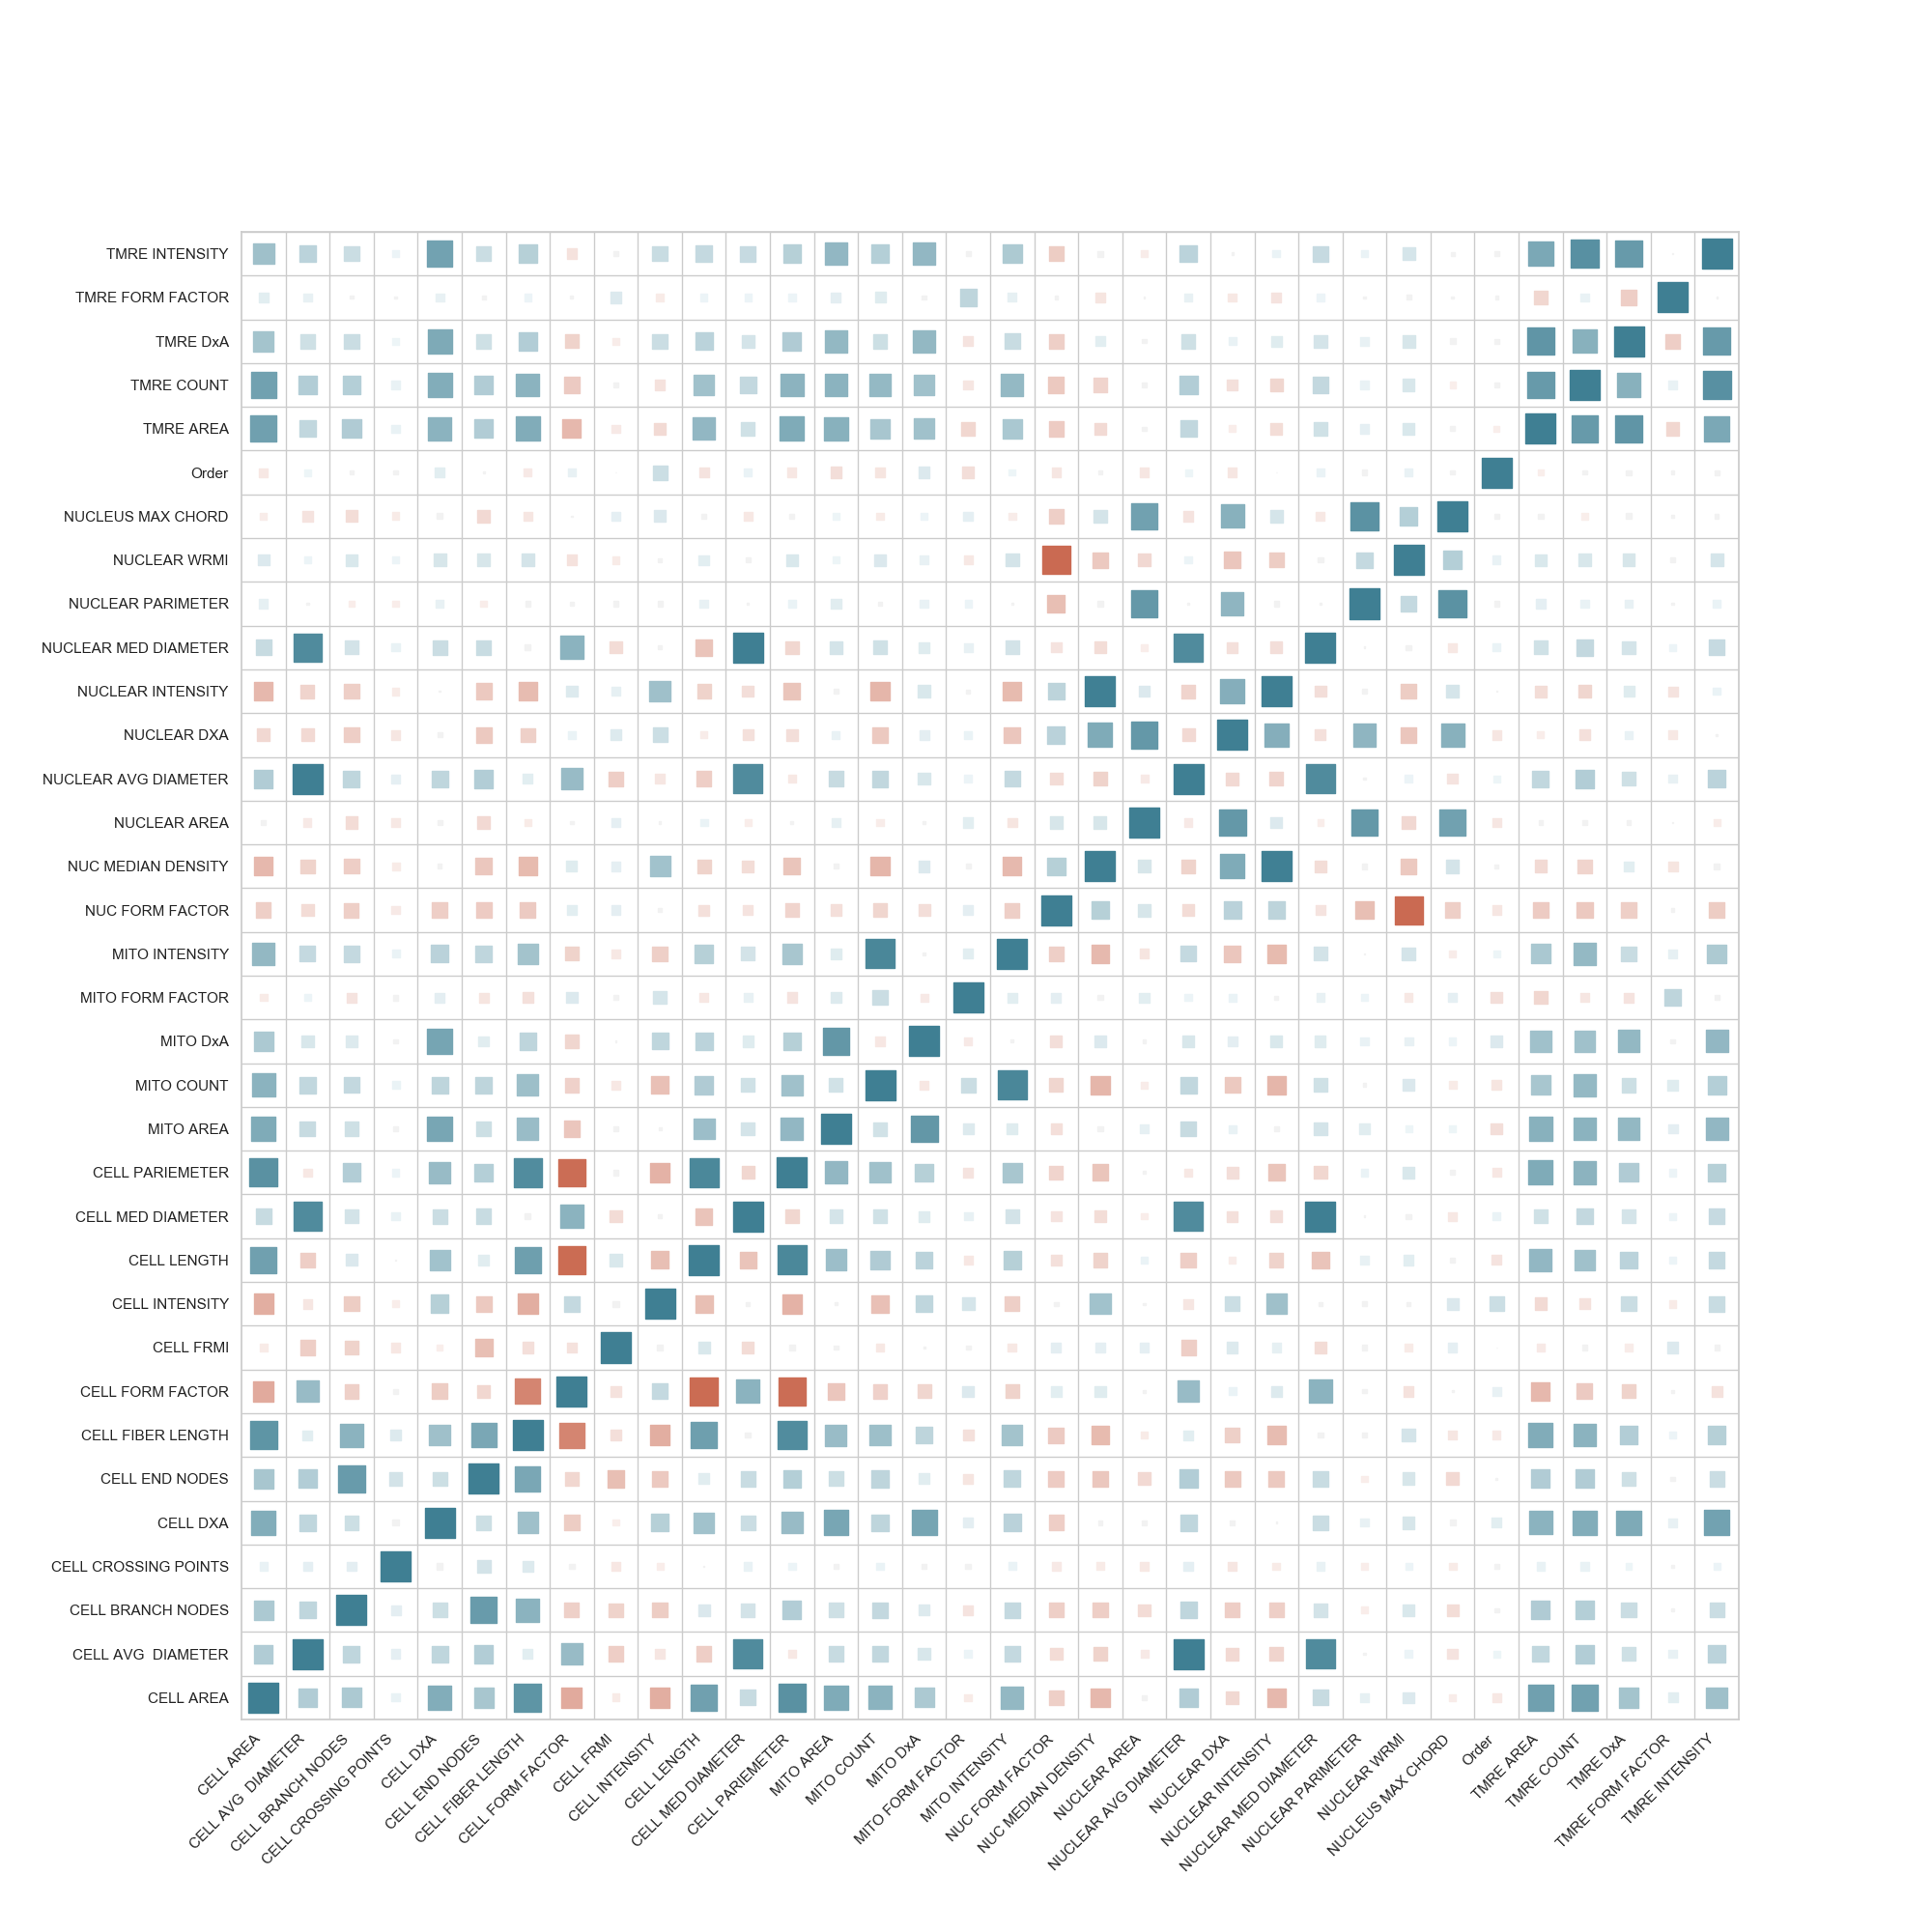 TMRE INTENSITY
TMRE FORM FACTOR
TMRE DxA
TMRE COUNT
TMRE AREA
Order
NUCLEUS MAX CHORD
NUCLEAR WRMI
NUCLEAR PARIMETER
NUCLEAR MED DIAMETER
NUCLEAR INTENSITY
NUCLEAR DXA
NUCLEAR AVG DIAMETER
NUCLEAR AREA
NUC MEDIAN DENSITY
NUC FORM FACTOR
MITO INTENSITY
MITO FORM FACTOR
MITO DxA
MITO COUNT
MITO AREA
CELL PARIEMETER
CELL MED DIAMETER
CELL LENGTH
CELL INTENSITY
CELL FRMI
CELL FORM FACTOR
CELL FIBER LENGTH
CELL END NODES
CELL DXA
CELL CROSSING POINTS
CELL BRANCH NODES
CELL AVG  DIAMETER
CELL AREA
CELL AREA
CELL AVG  DIAMETER
CELL BRANCH NODES
CELL CROSSING POINTS
CELL DXA
CELL END NODES
CELL FIBER LENGTH
CELL FORM FACTOR
CELL FRMI
CELL INTENSITY
CELL LENGTH
CELL MED DIAMETER
CELL PARIEMETER
MITO AREA
MITO COUNT
MITO DxA
MITO FORM FACTOR
MITO INTENSITY
NUC FORM FACTOR
NUC MEDIAN DENSITY
NUCLEAR AREA
NUCLEAR AVG DIAMETER
NUCLEAR DXA
NUCLEAR INTENSITY
NUCLEAR MED DIAMETER
NUCLEAR PARIMETER
NUCLEAR WRMI
NUCLEUS MAX CHORD
Order
TMRE AREA
TMRE COUNT
TMRE DxA
TMRE FORM FACTOR
TMRE INTENSITY